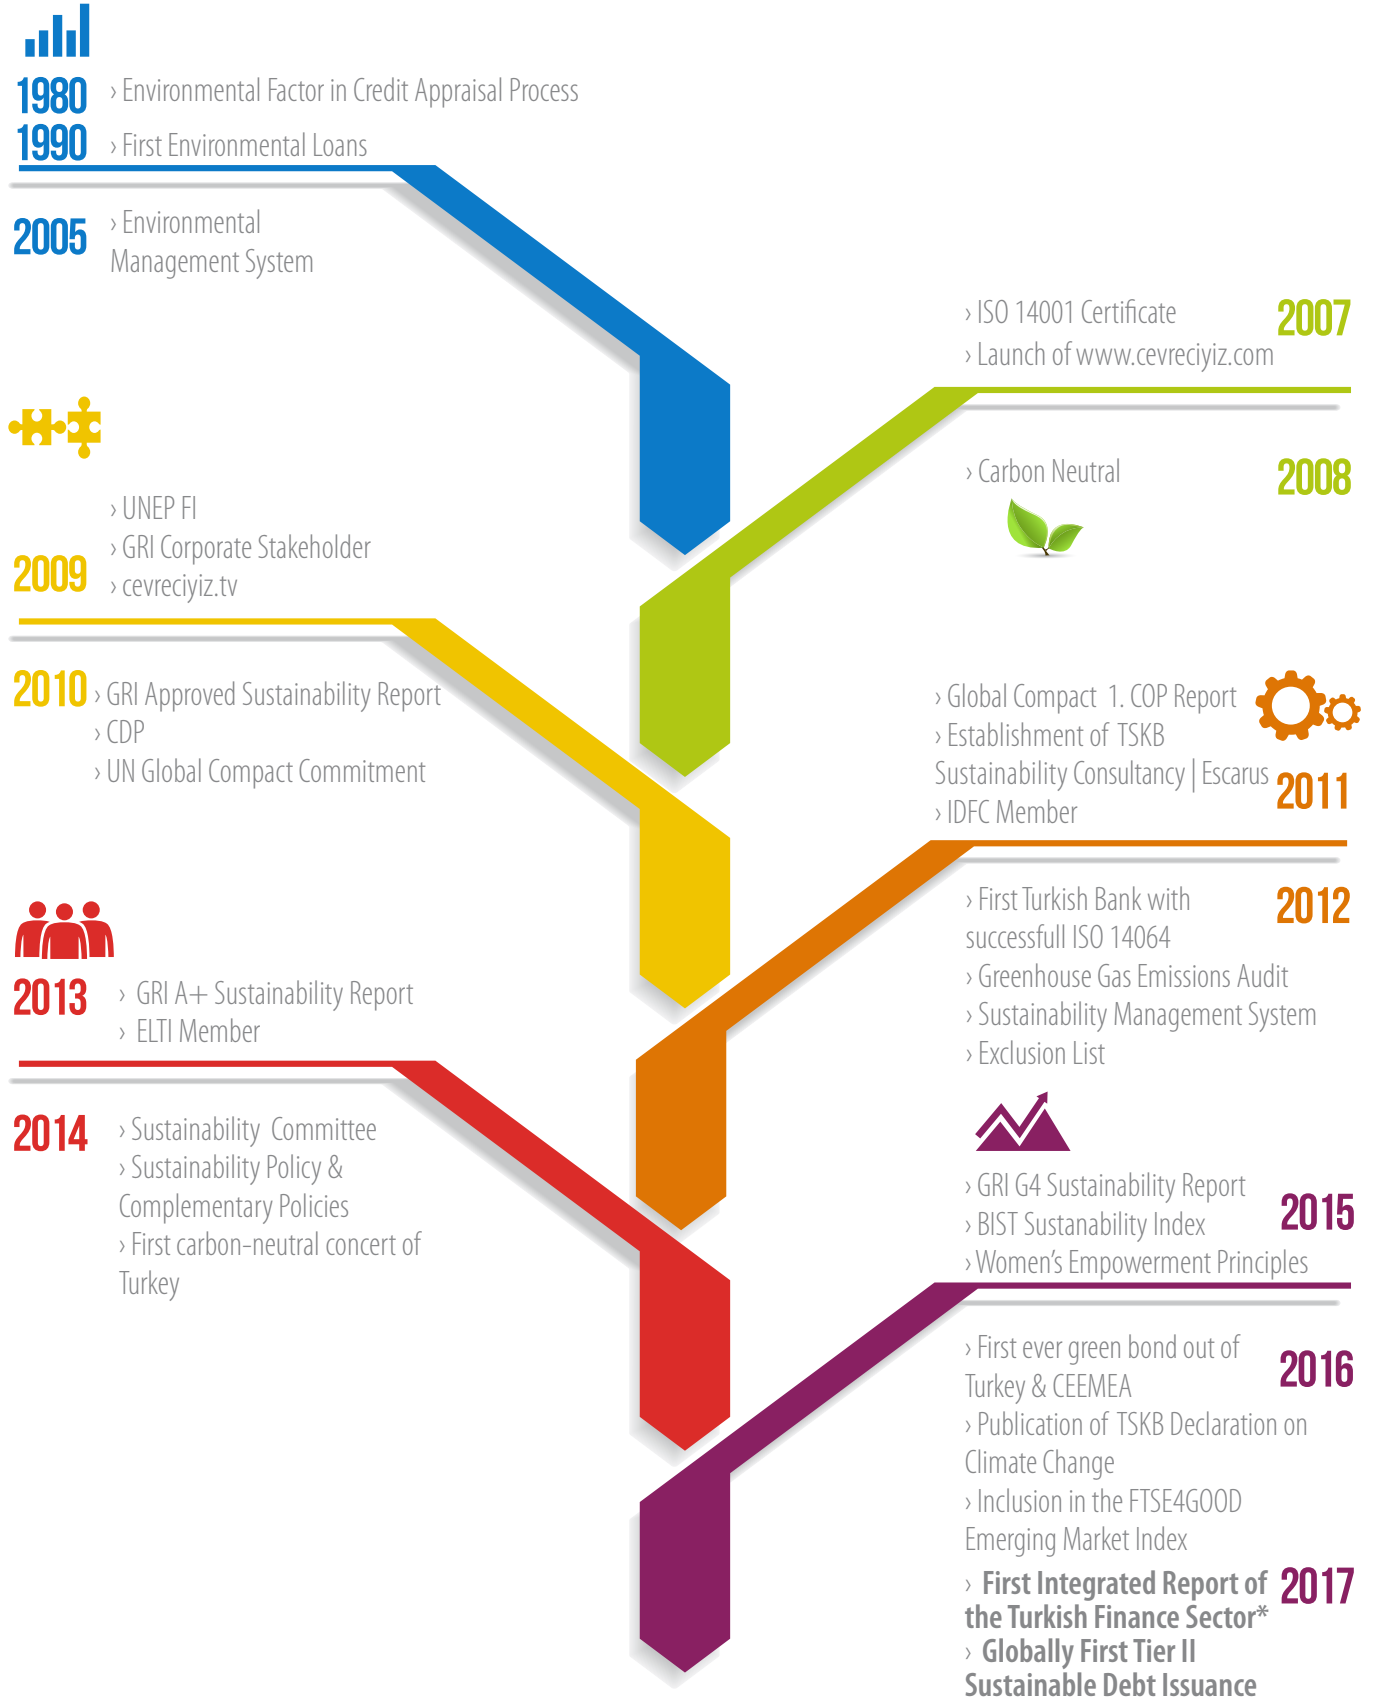 1980
› Environmental Factor in Credit Appraisal Process
1990
› First Environmental Loans
2005
› Environmental
Management System
› ISO 14001 Certificate
› Launch of www.cevreciyiz.com
2007
› Carbon Neutral
2008
› UNEP FI
› GRI Corporate Stakeholder
› cevreciyiz.tv
2009
2010
› GRI Approved Sustainability Report
› CDP
› UN Global Compact Commitment
› Global Compact 1. COP Report
› Establishment of TSKB
Sustainability Consultancy | Escarus
› IDFC Member
2011
› First Turkish Bank with
successfull ISO 14064
› Greenhouse Gas Emissions Audit
› Sustainability Management System
› Exclusion List
2012
2013
› GRI A+ Sustainability Report
› ELTI Member
2014
› Sustainability Committee
› Sustainability Policy &
Complementary Policies
› First carbon-neutral concert of
Turkey
› GRI G4 Sustainability Report
› BIST Sustanability Index
› Women's Empowerment Principles
2015
› First ever green bond out of
Turkey & CEEMEA
› Publication of TSKB Declaration on
Climate Change
› Inclusion in the FTSE4GOOD
Emerging Market Index
2016
› First Integrated Report of
the Turkish Finance Sector*
› Globally First Tier II
Sustainable Debt Issuance
2017